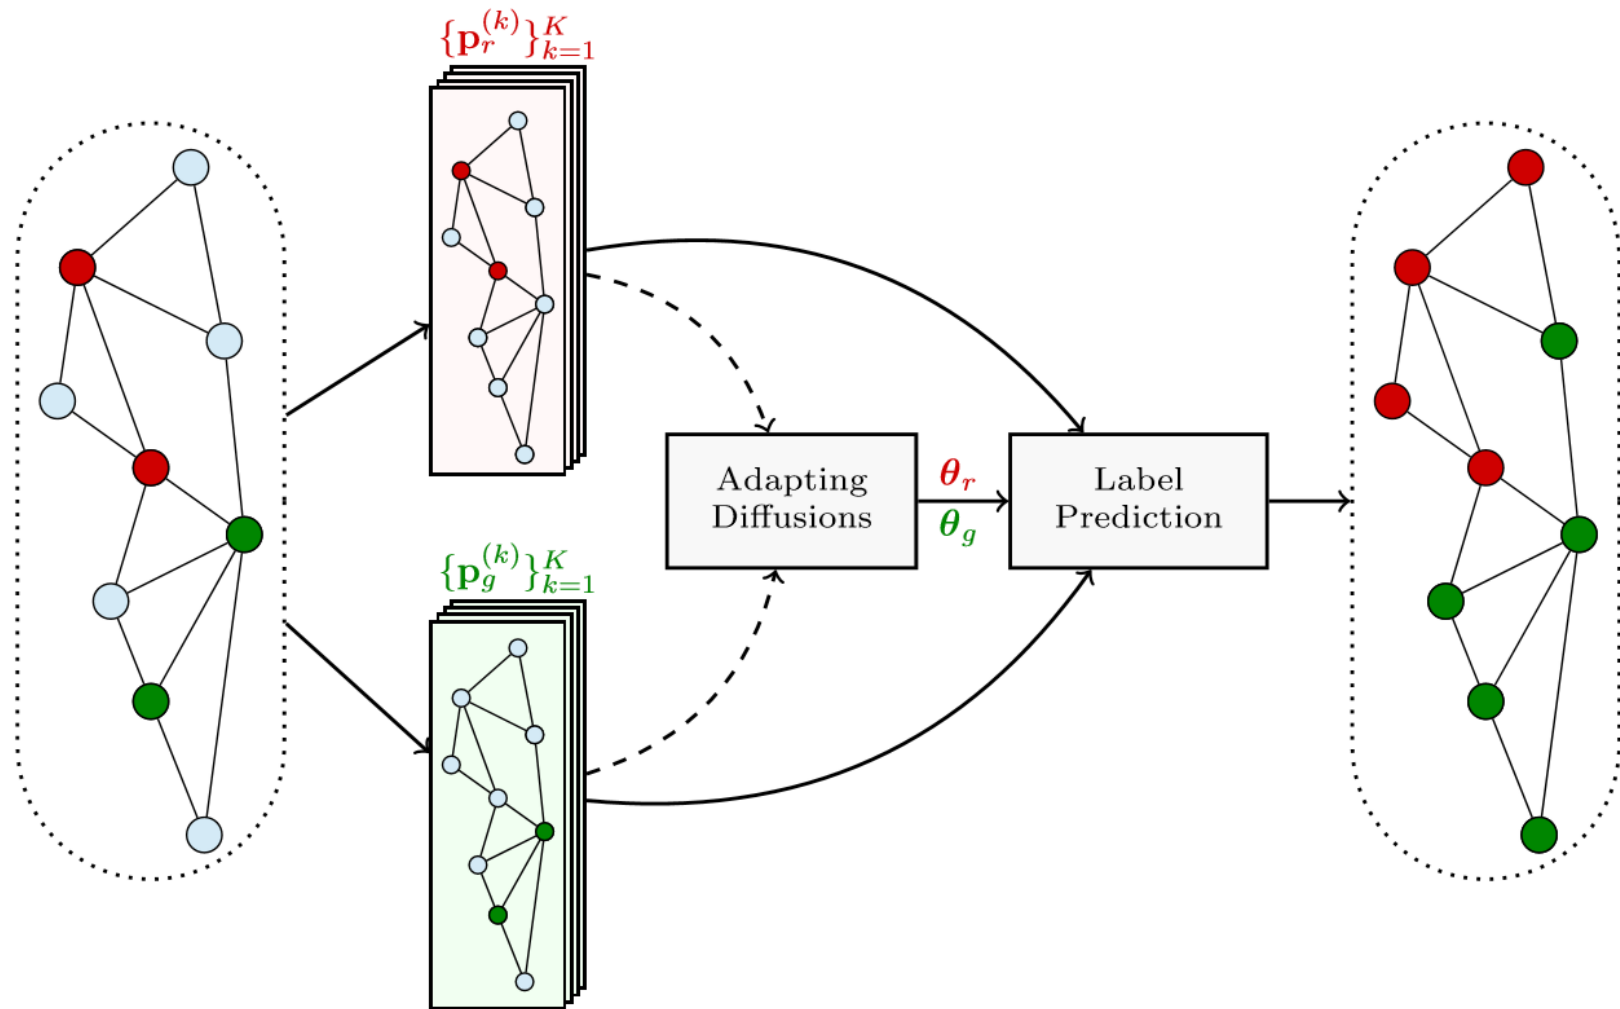 {p_r^{(k)}}_{k=1}^K
Adapting
Diffusions
θ_r
θ_g
Label
Prediction
{p_g^{(k)}}_{k=1}^K